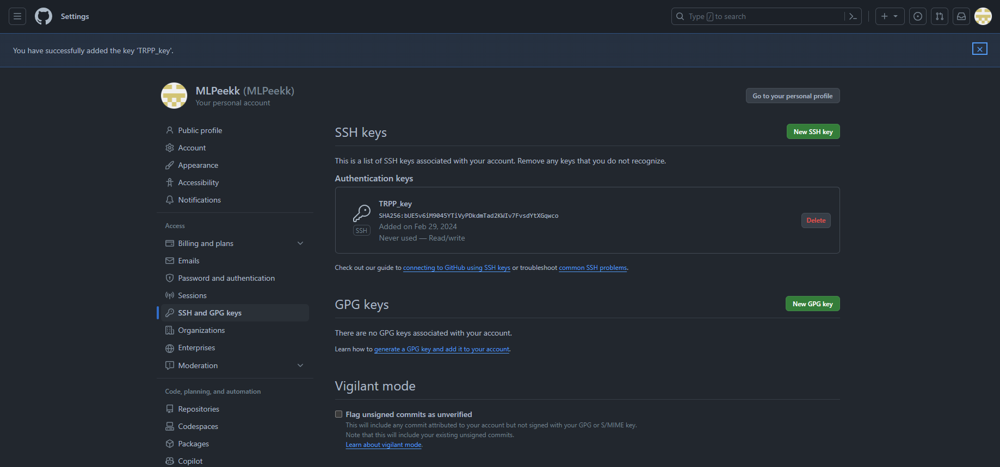 Settings
Type / to search
You have successfully added the key 'TRPP_key'.
MLPeekk (MLPeekk)
Your personal account
Go to your personal profile
Public profile
Account
Appearance
Accessibility
Notifications
Access
Billing and plans
Emails
Password and authentication
Sessions
SSH and GPG keys
Organizations
Enterprises
Moderation
Code, planning, and automation
Repositories
Codespaces
Packages
Copilot
SSH keys
New SSH key
This is a list of SSH keys associated with your account. Remove any keys that you do not recognize.
Authentication keys
TRPP_key
SHA256:bUE5v6iM9045YTiVyPDkdmTad2KWIv7FvsdYtXGqwco
Added on Feb 29, 2024
Never used — Read/write
SSH
Delete
Check out our guide to connecting to GitHub using SSH keys or troubleshoot common SSH problems.
GPG keys
New GPG key
There are no GPG keys associated with your account.
Learn how to generate a GPG key and add it to your account.
Vigilant mode
Flag unsigned commits as unverified
This will include any commit attributed to your account but not signed with your GPG or S/MIME key.
Note that this will include your existing unsigned commits.
Learn about vigilant mode.